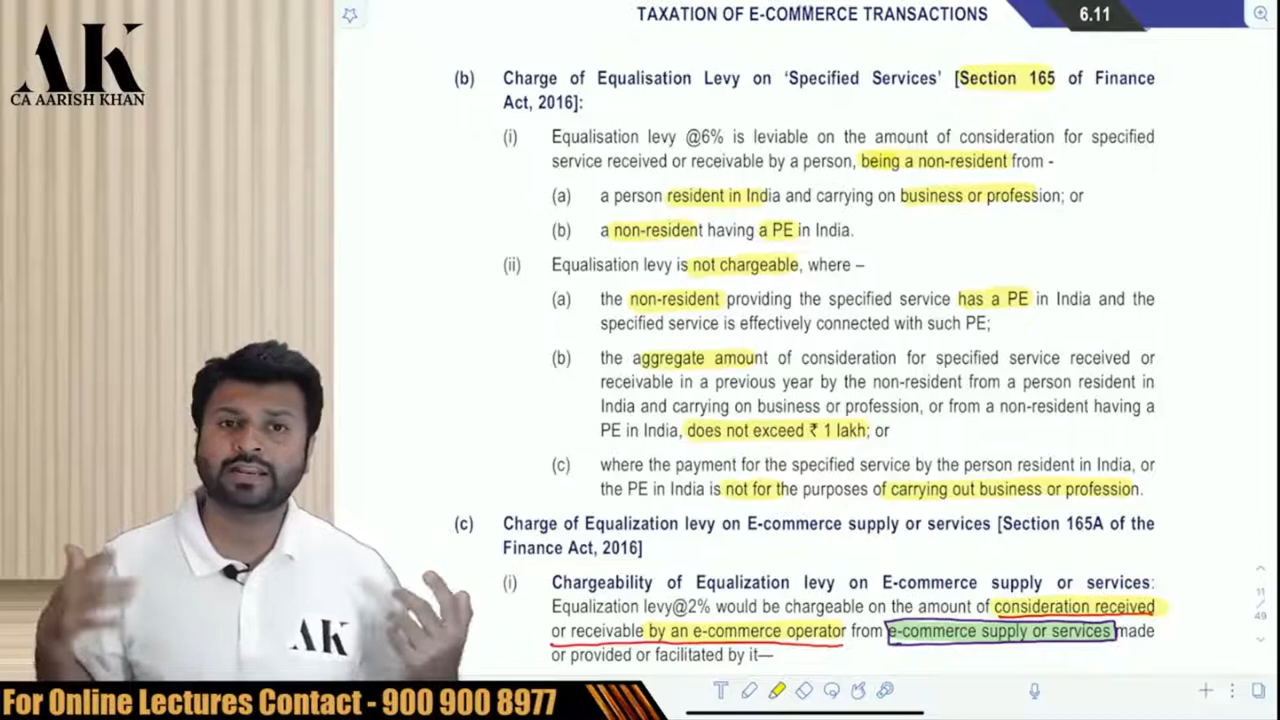 AK
CA AARISH KHAN
TAXATION OF E-COMMERCE TRANSACTIONS 6.11
(b) Charge of Equalisation Levy on ‘Specified Services’ [Section 165 of Finance
Act, 2016]:
(i) Equalisation levy @6% is leviable on the amount of consideration for specified
service received or receivable by a person, being a non-resident from -
(a) a person resident in India and carrying on business or profession; or
(b) a non-resident having a PE in India.
(ii) Equalisation levy is not chargeable, where –
(a) the non-resident providing the specified service has a PE in India and the
specified service is effectively connected with such PE;
(b) the aggregate amount of consideration for specified service received or
receivable in a previous year by the non-resident from a person resident in
India and carrying on business or profession, or from a non-resident having a
PE in India, does not exceed ₹ 1 lakh; or
(c) where the payment for the specified service by the person resident in India, or
the PE in India is not for the purposes of carrying out business or profession.
(c) Charge of Equalization levy on E-commerce supply or services [Section 165A of the
Finance Act, 2016]
(i) Chargeability of Equalization levy on E-commerce supply or services:
Equalization levy@2% would be chargeable on the amount of consideration received
or receivable by an e-commerce operator from e-commerce supply or services made
or provided or facilitated by it—
11
49
AK
For Online Lectures Contact - 900 900 8977